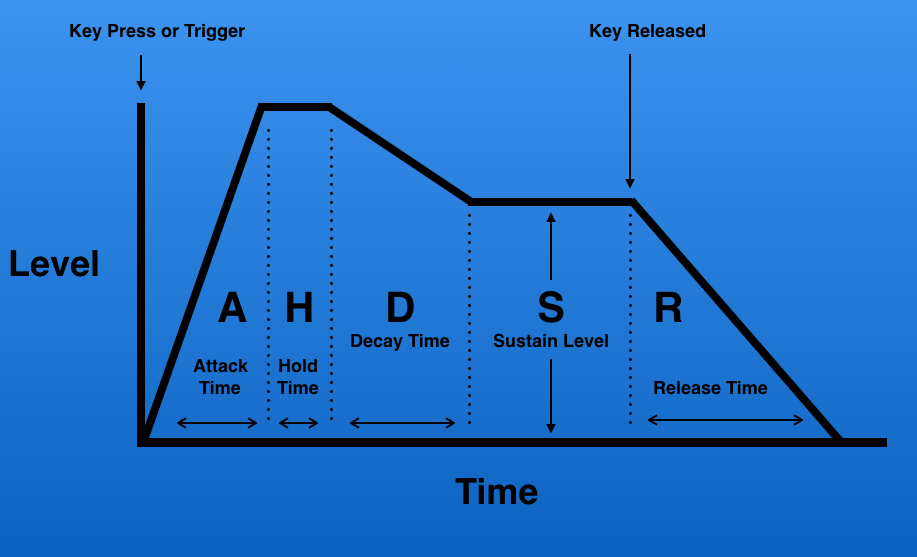 Key Press or Trigger
Key Released
Level
A
H
D
S
R
Decay Time
Sustain Level
Attack
Time
Hold
Time
Release Time
Time